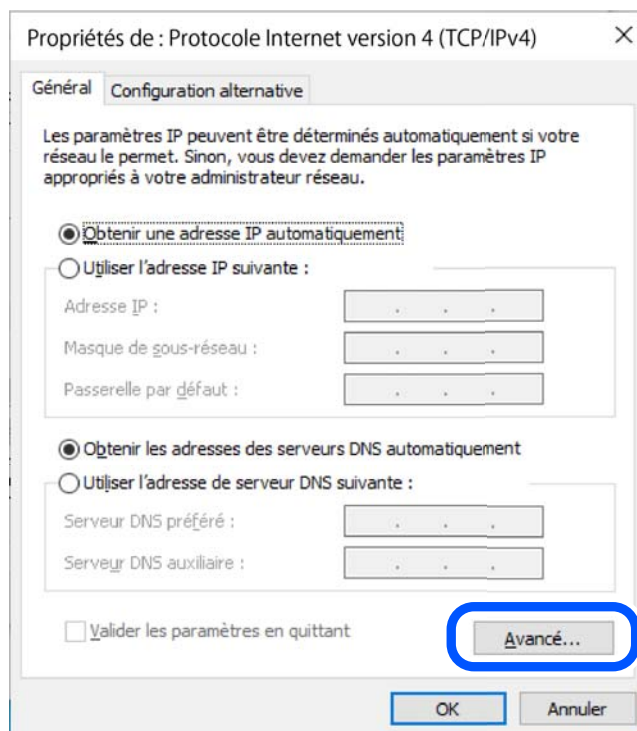 Propriétés de : Protocole Internet version 4 (TCP/IPv4)
Général
Configuration alternative
Les paramètres IP peuvent être déterminés automatiquement si votre
réseau le permet. Sinon, vous devez demander les paramètres IP
appropriés à votre administrateur réseau.
Obtenir une adresse IP automatiquement
Utiliser l'adresse IP suivante :
Adresse IP :
Masque de sous-réseau :
Passerelle par défaut :
Obtenir les adresses des serveurs DNS automatiquement
Utiliser l'adresse de serveur DNS suivante :
Serveur DNS préféré :
Serveur DNS auxiliaire :
Valider les paramètres en quittant
Avancé...
OK
Annuler